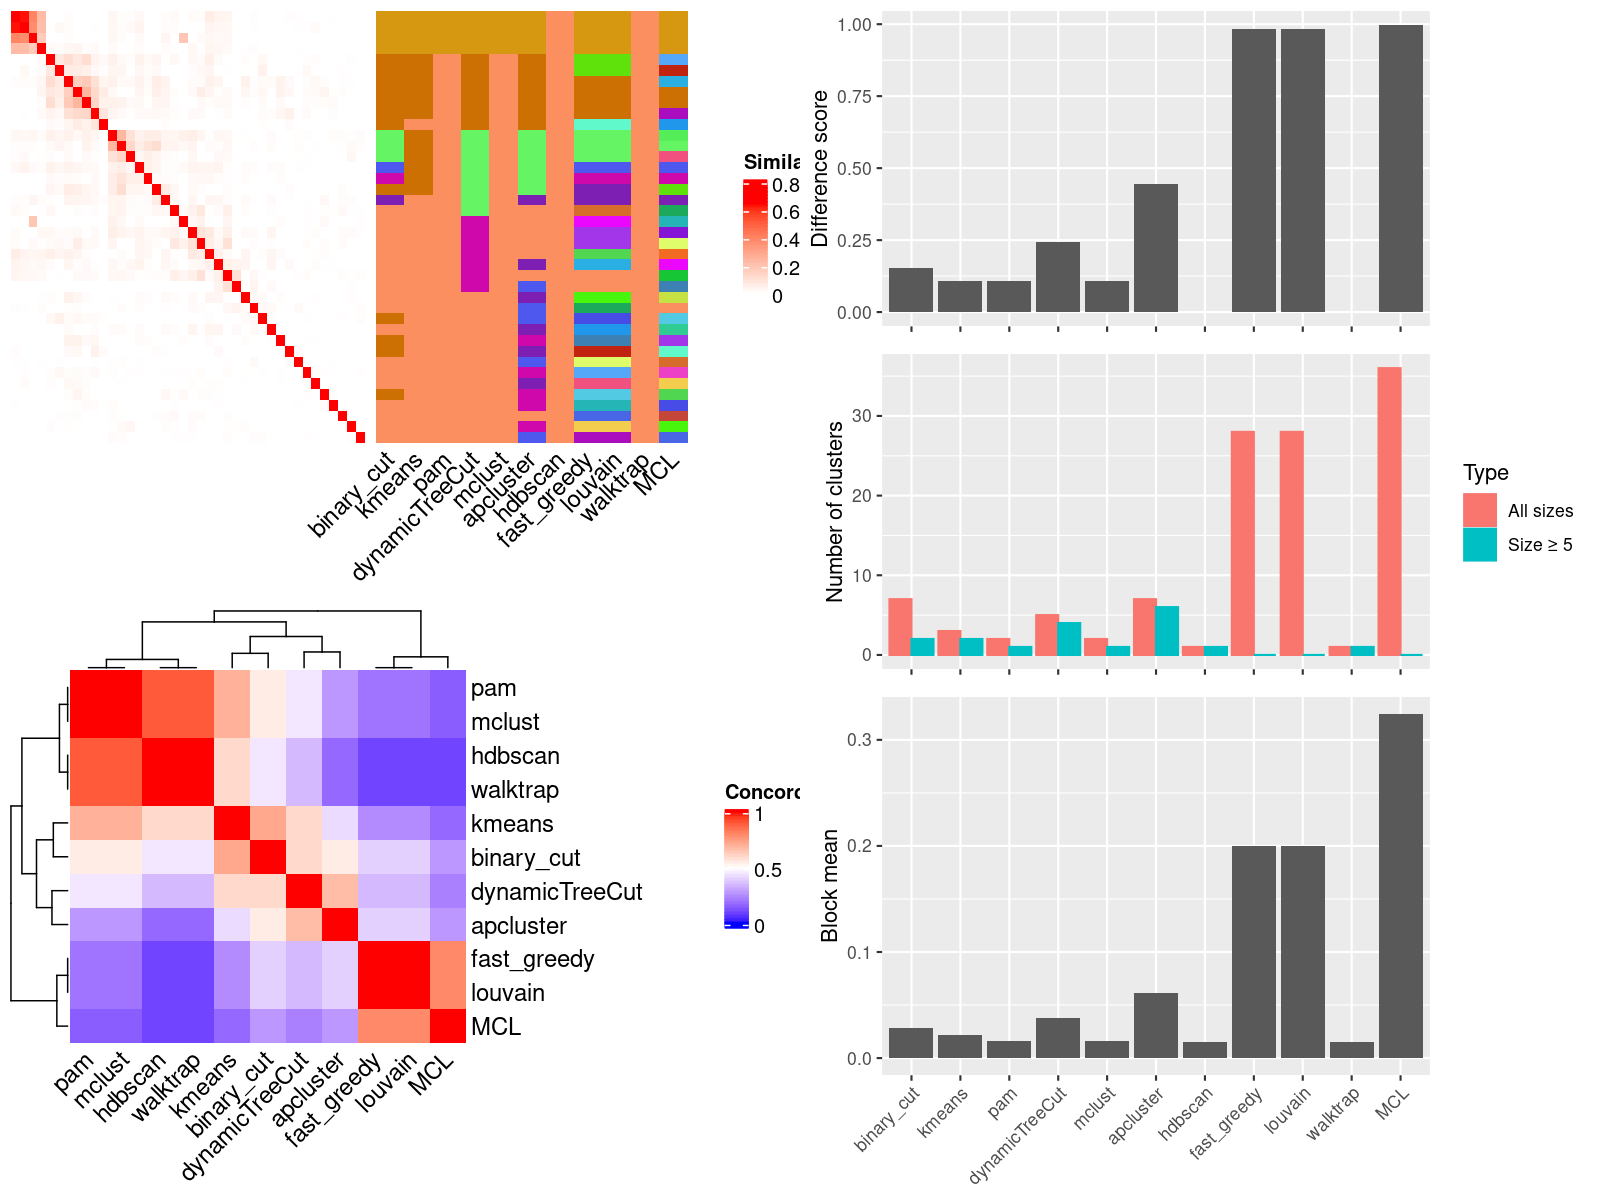 Simila
0.8
0.6
0.4
0.2
0
binary_cut
kmeans
pam
dynamicTreeCut
mclust
apcluster
hdbscan
fast_greedy
louvain
walktrap
MCL
Difference score
1.00
0.75
0.50
0.25
0.00
Number of clusters
30
20
10
0
Type
All sizes
Size ≥ 5
pam
mclust
hdbscan
walktrap
kmeans
binary_cut
dynamicTreeCut
apcluster
fast_greedy
louvain
MCL
pam
mclust
hdbscan
walktrap
kmeans
binary_cut
dynamicTreeCut
apcluster
fast_greedy
louvain
MCL
Concord
1
0.5
0
Block mean
0.3
0.2
0.1
0.0
binary_cut
kmeans
pam
dynamicTreeCut
mclust
apcluster
hdbscan
fast_greedy
louvain
walktrap
MCL